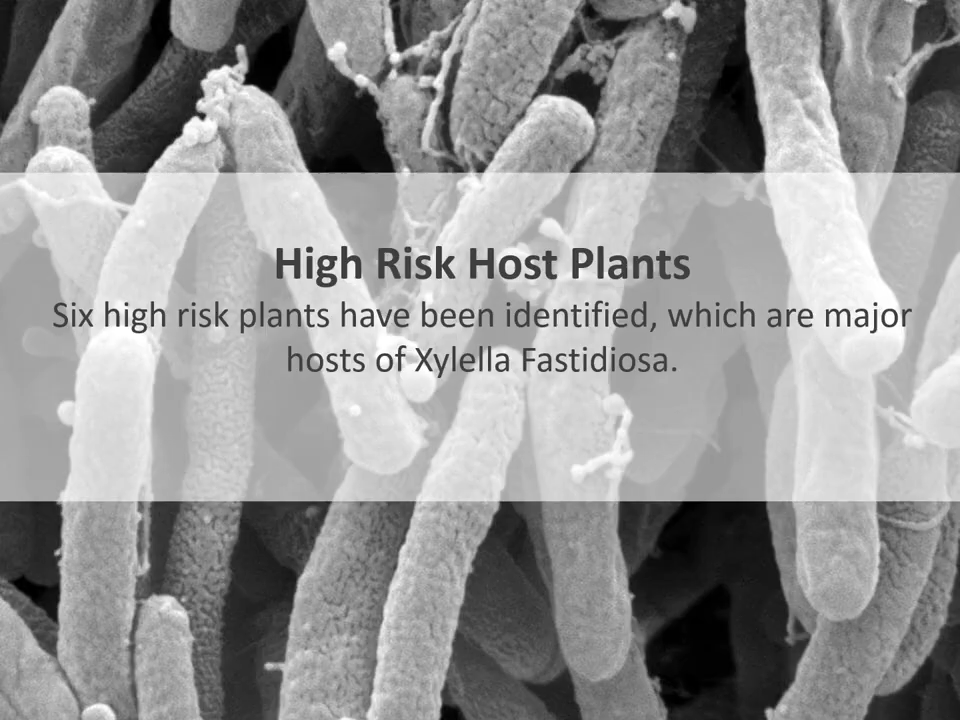 High Risk Host Plants
Six high risk plants have been identified, which are major
hosts of Xylella Fastidiosa.